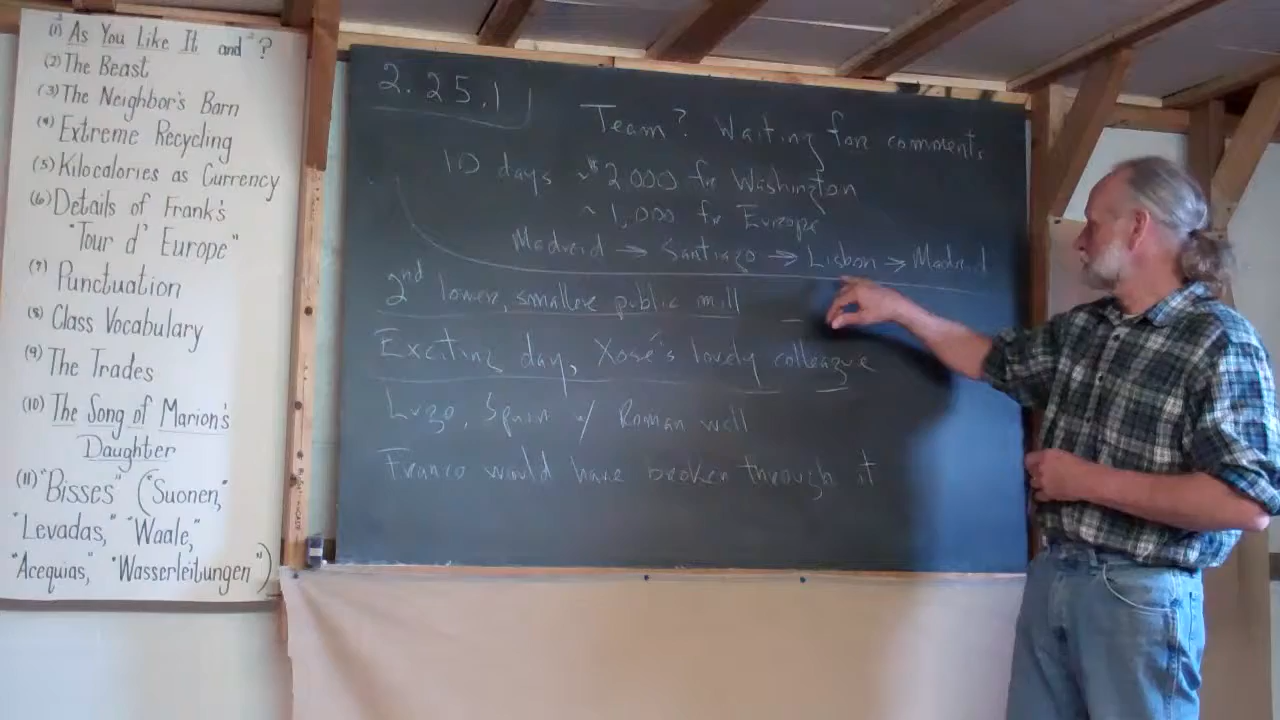 (1) "As You Like It and"?
(2) The Beast
(3) The Neighbor's Barn
(4) Extreme Recycling
(5) Kilocalories as Currency
(6) Details of Frank's
"Tour d' Europe"
(7) Punctuation
(8) Class Vocabulary
(9) The Trades
(10) The Song of Marion's
Daughter
(11) "Bisses" ("Suonen,"
"Levadas," "Waale,"
"Acequias," "Wasserleitungen")
2.25.1
Team? Waiting for comments
10 days ~$2000 for Washington
~1,000 for Europe
Madrid → Santiago → Lisbon → Madrid
2nd lower, smaller public mill
Exciting day, Xosé's lovely colleague
Lugo, Spain w/ Roman wall
Franco would have broken through it